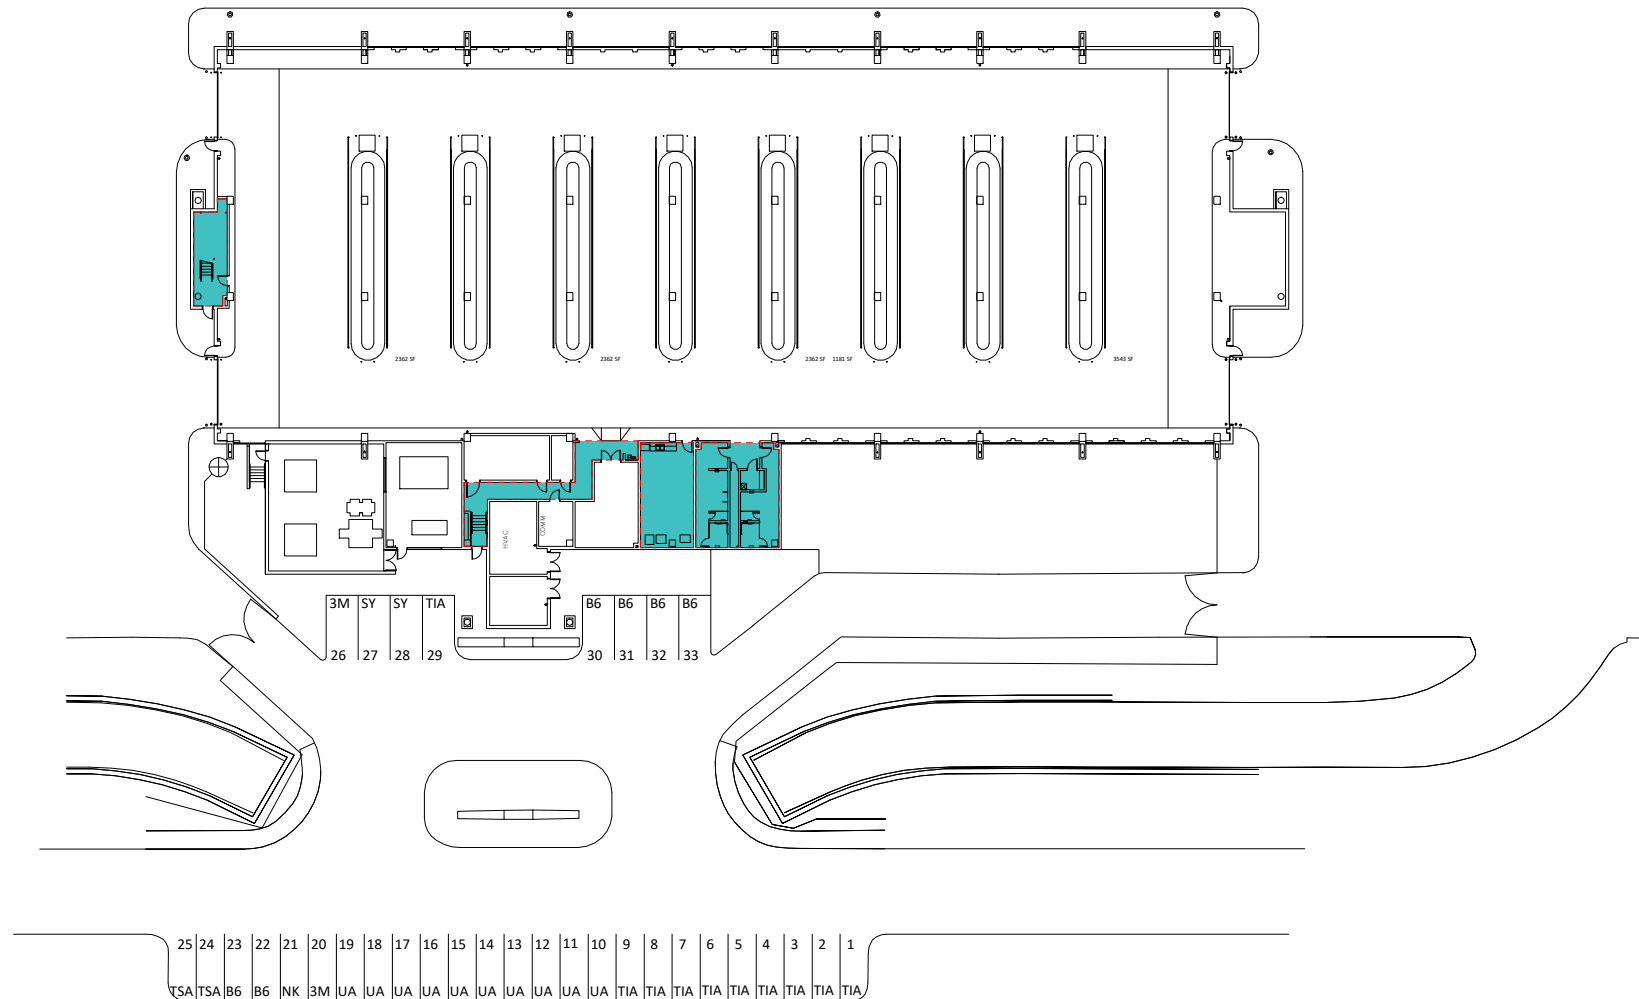 2362 SF 2362 SF 2362 SF 1181 SF 3543 SF
HVAC
COMM
3M SY SY TIA B6 B6 B6 B6
26 27 28 29 30 31 32 33
25 24 23 22 21 20 19 18 17 16 15 14 13 12 11 10 9 8 7 6 5 4 3 2 1
TSA TSA B6 B6 NK 3M UA UA UA UA UA UA UA UA UA UA TIA TIA TIA TIA TIA TIA TIA TIA TIA